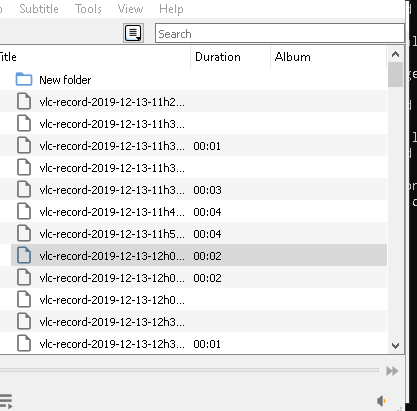 Subtitle Tools View Help
Search
Title Duration Album
New folder
vlc-record-2019-12-13-11h2...
vlc-record-2019-12-13-11h3...
vlc-record-2019-12-13-11h3... 00:01
vlc-record-2019-12-13-11h3...
vlc-record-2019-12-13-11h3... 00:03
vlc-record-2019-12-13-11h4... 00:04
vlc-record-2019-12-13-11h5... 00:04
vlc-record-2019-12-13-12h0... 00:02
vlc-record-2019-12-13-12h0... 00:02
vlc-record-2019-12-13-12h0...
vlc-record-2019-12-13-12h3...
vlc-record-2019-12-13-12h3... 00:01